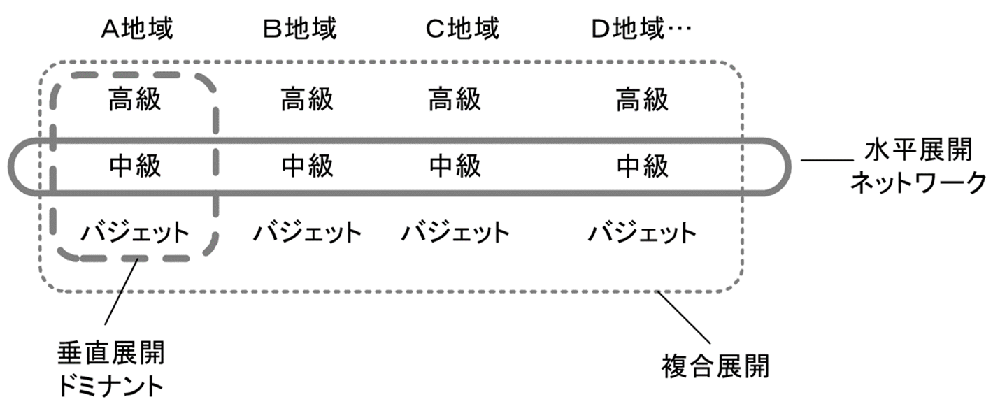 A地域 B地域 C地域 D地域…
高級 高級 高級 高級
中級 中級 中級 中級
水平展開
ネットワーク
バジェット バジェット バジェット バジェット
垂直展開
ドミナント
複合展開